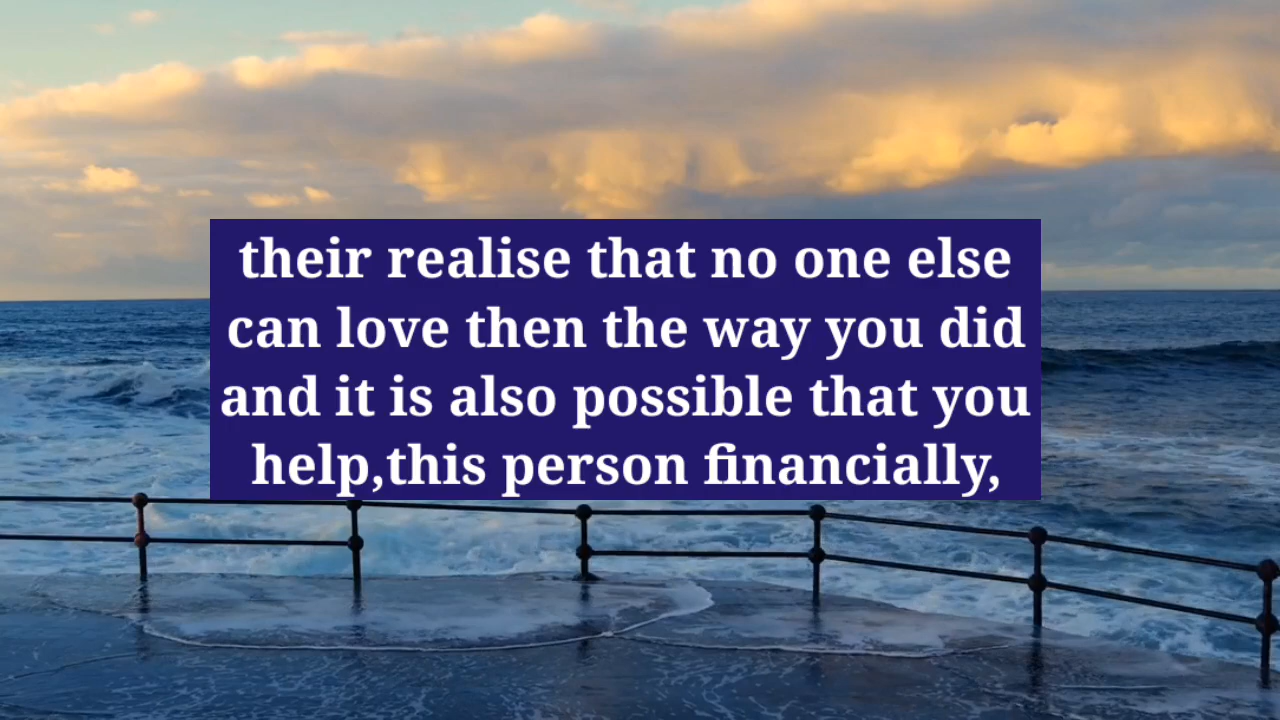 their realise that no one else
can love then the way you did
and it is also possible that you
help,this person financially,